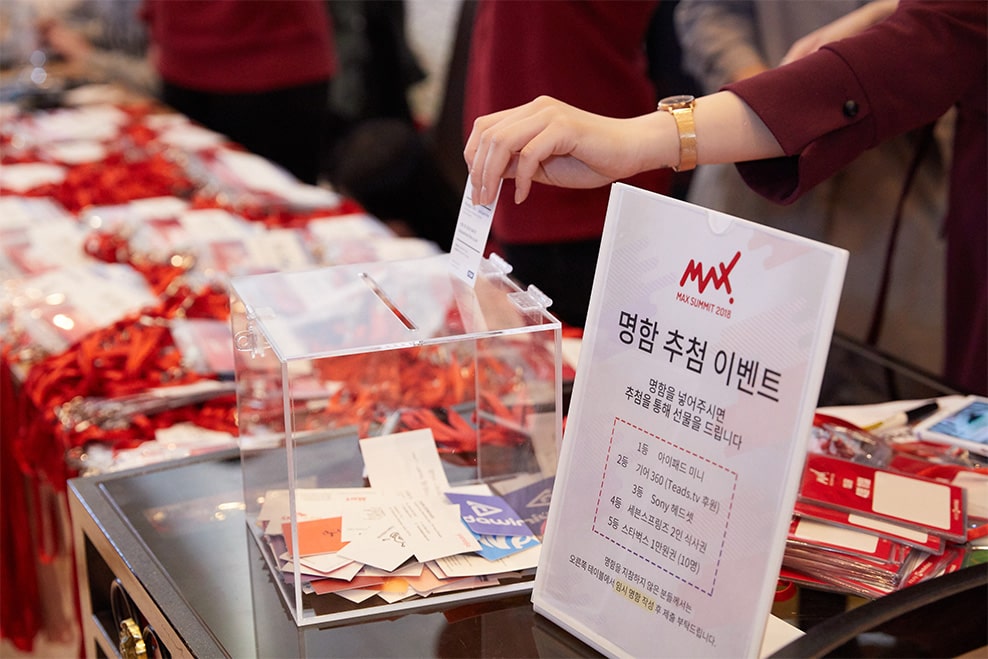 MAX.
MAX SUMMIT 2018
명함 추첨 이벤트
명함을 넣어주시면
추첨을 통해 선물을 드립니다
1등 아이패드 미니
2등 기어 360 (Teads.tv 후원)
3등 Sony 헤드셋
4등 세븐스프링즈 2인 식사권
5등 스타벅스 1만원권 (10명)
명함을 지참하지 않은 분들께서는
오른쪽 테이블에서 임시 명함 작성 후 제출 부탁드립니다.